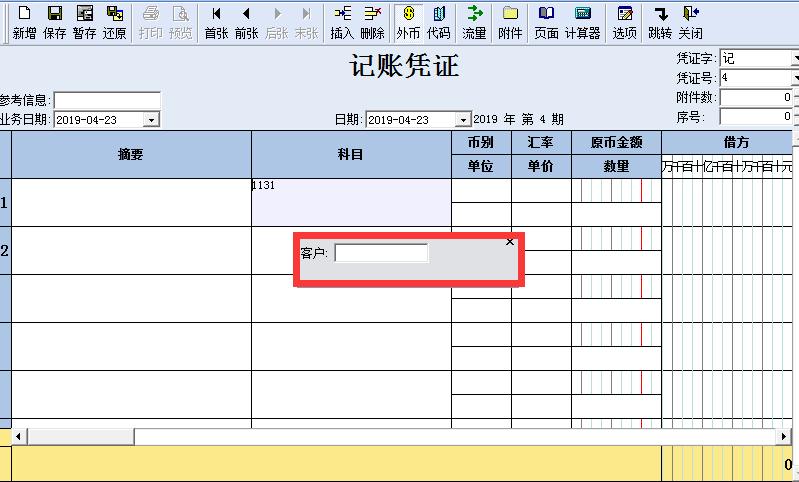 新增 保存 暂存 还原 打印 预览 首张 前张 后张 末张 插入 删除 外币 代码 流量 附件 页面 计算器 选项 跳转 关闭
记账凭证
凭证字: 记
凭证号: 4
参考信息:
附件数: 0
业务日期: 2019-04-23 日期: 2019-04-23 2019 年 第 4 期
序号: 0
摘要 科目 币别 汇率 原币金额 借方
单位 单价 数量 万千百十亿千百十万千百十元
1 1131
2
客户: ×
0